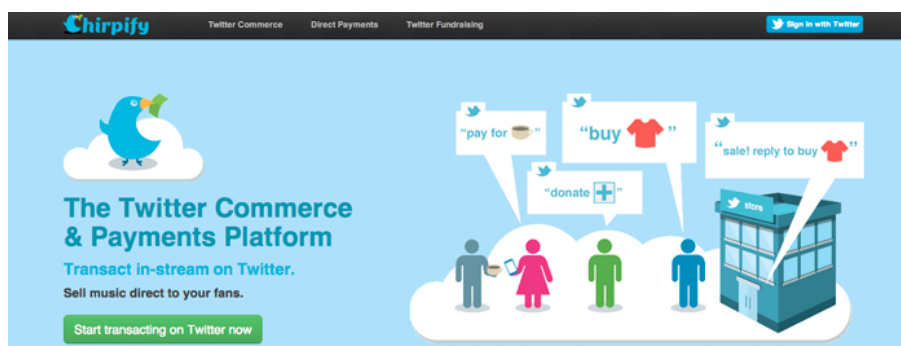 Chirpify
Twitter Commerce
Direct Payments
Twitter Fundraising
Sign in with Twitter
“pay for ”
“buy ”
“sale! reply to buy ”
“donate ”
store
The Twitter Commerce
& Payments Platform
Transact in-stream on Twitter.
Sell music direct to your fans.
Start transacting on Twitter now